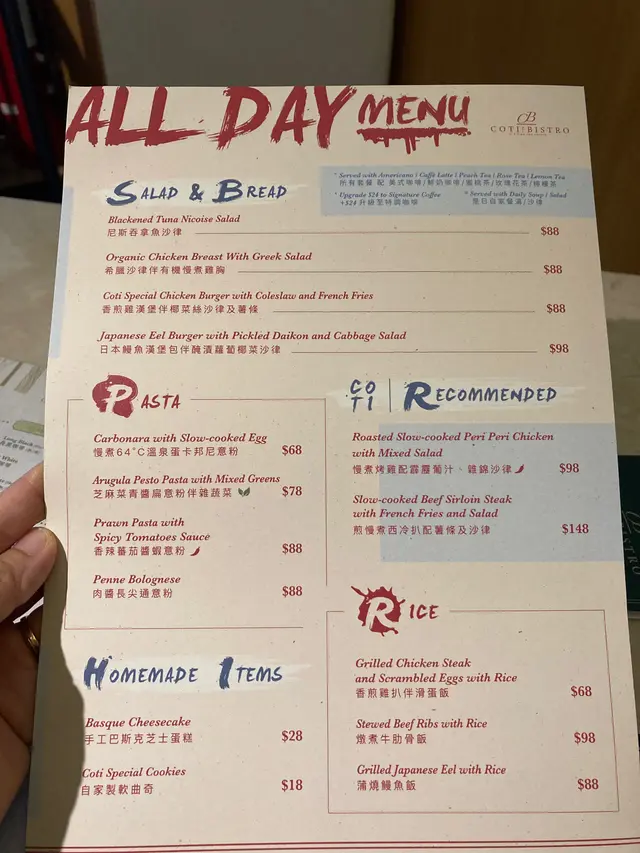 ALL DAY MENU
COTI BISTRO
SALAD & BREAD
* Served with Americano | Caffè Latte | Peach Tea | Rose Tea | Lemon Tea
所有套餐 配 美式咖啡/鮮奶咖啡/蜜桃茶/玫瑰花茶/檸檬茶
* Upgrade $24 to Signature Coffee
+$24 升級至特調咖啡
* Served with Daily Soup | Salad
是日自家餐湯/沙律
Blackened Tuna Nicoise Salad
尼斯吞拿魚沙律 $88
Organic Chicken Breast With Greek Salad
希臘沙律伴有機慢煮雞胸 $88
Coti Special Chicken Burger with Coleslaw and French Fries
香煎雞漢堡伴椰菜絲沙律及薯條 $88
Japanese Eel Burger with Pickled Daikon and Cabbage Salad
日本鰻魚漢堡包伴醃漬蘿蔔椰菜沙律 $98
PASTA
Carbonara with Slow-cooked Egg
慢煮64°C溫泉蛋卡邦尼意粉 $68
Arugula Pesto Pasta with Mixed Greens
芝麻菜青醬扁意粉伴雜蔬菜 $78
Prawn Pasta with
Spicy Tomatoes Sauce
香辣蕃茄醬蝦意粉 $88
Penne Bolognese
肉醬長尖通意粉 $88
COTI | RECOMMENDED
Roasted Slow-cooked Peri Peri Chicken
with Mixed Salad
慢煮烤雞配霹靂葡汁、雜錦沙律 $98
Slow-cooked Beef Sirloin Steak
with French Fries and Salad
煎慢煮西冷扒配薯條及沙律 $148
HOMEMADE ITEMS
Basque Cheesecake
手工巴斯克芝士蛋糕 $28
Coti Special Cookies
自家製軟曲奇 $18
RICE
Grilled Chicken Steak
and Scrambled Eggs with Rice
香煎雞扒伴滑蛋飯 $68
Stewed Beef Ribs with Rice
燉煮牛肋骨飯 $98
Grilled Japanese Eel with Rice
蒲燒鰻魚飯 $88